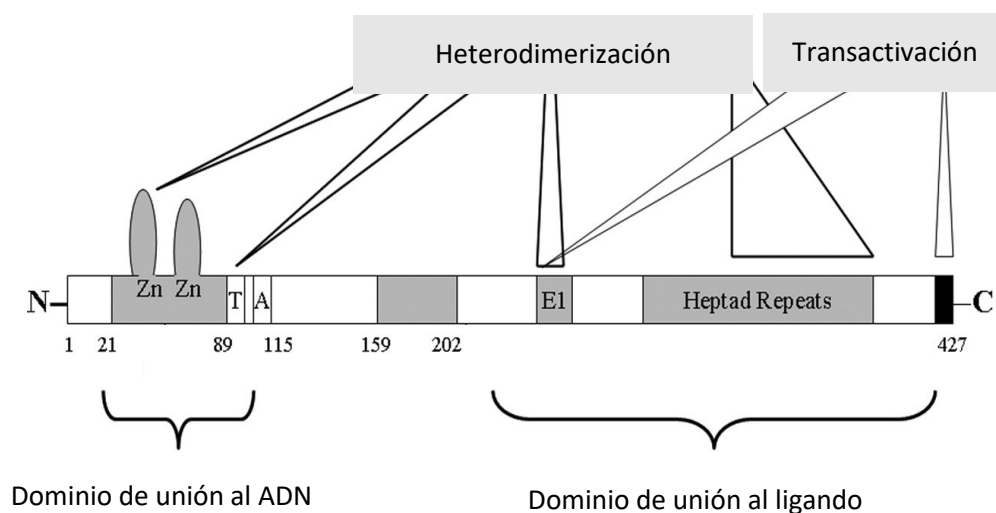 Heterodimerización
Transactivación
Zn Zn
N T A E1 Heptad Repeats C
1 21 89 115 159 202 427
Dominio de unión al ADN
Dominio de unión al ligando